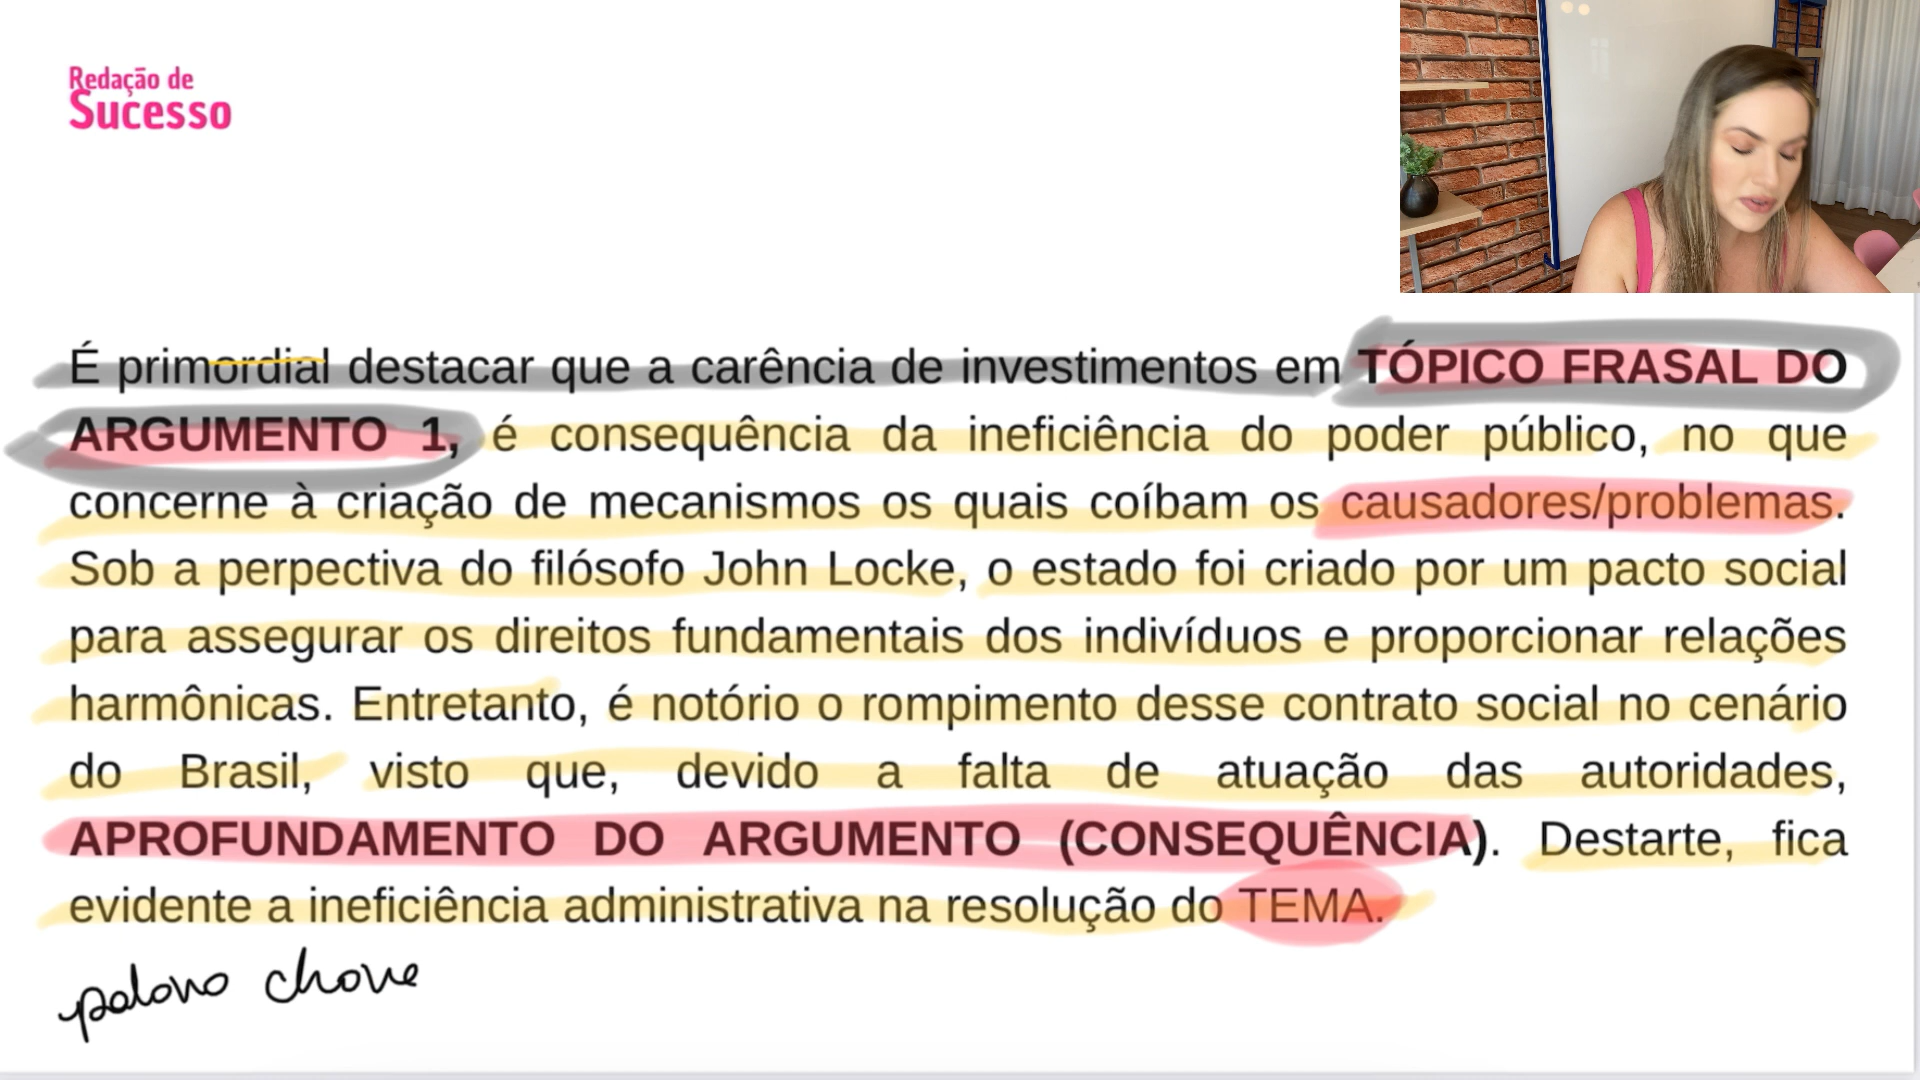 Redação de
Sucesso
É primordial destacar que a carência de investimentos em TÓPICO FRASAL DO
ARGUMENTO 1, é consequência da ineficiência do poder público, no que
concerne à criação de mecanismos os quais coíbam os causadores/problemas.
Sob a perpectiva do filósofo John Locke, o estado foi criado por um pacto social
para assegurar os direitos fundamentais dos indivíduos e proporcionar relações
harmônicas. Entretanto, é notório o rompimento desse contrato social no cenário
do Brasil, visto que, devido a falta de atuação das autoridades,
APROFUNDAMENTO DO ARGUMENTO (CONSEQUÊNCIA). Destarte, fica
evidente a ineficiência administrativa na resolução do TEMA.
palavra chave